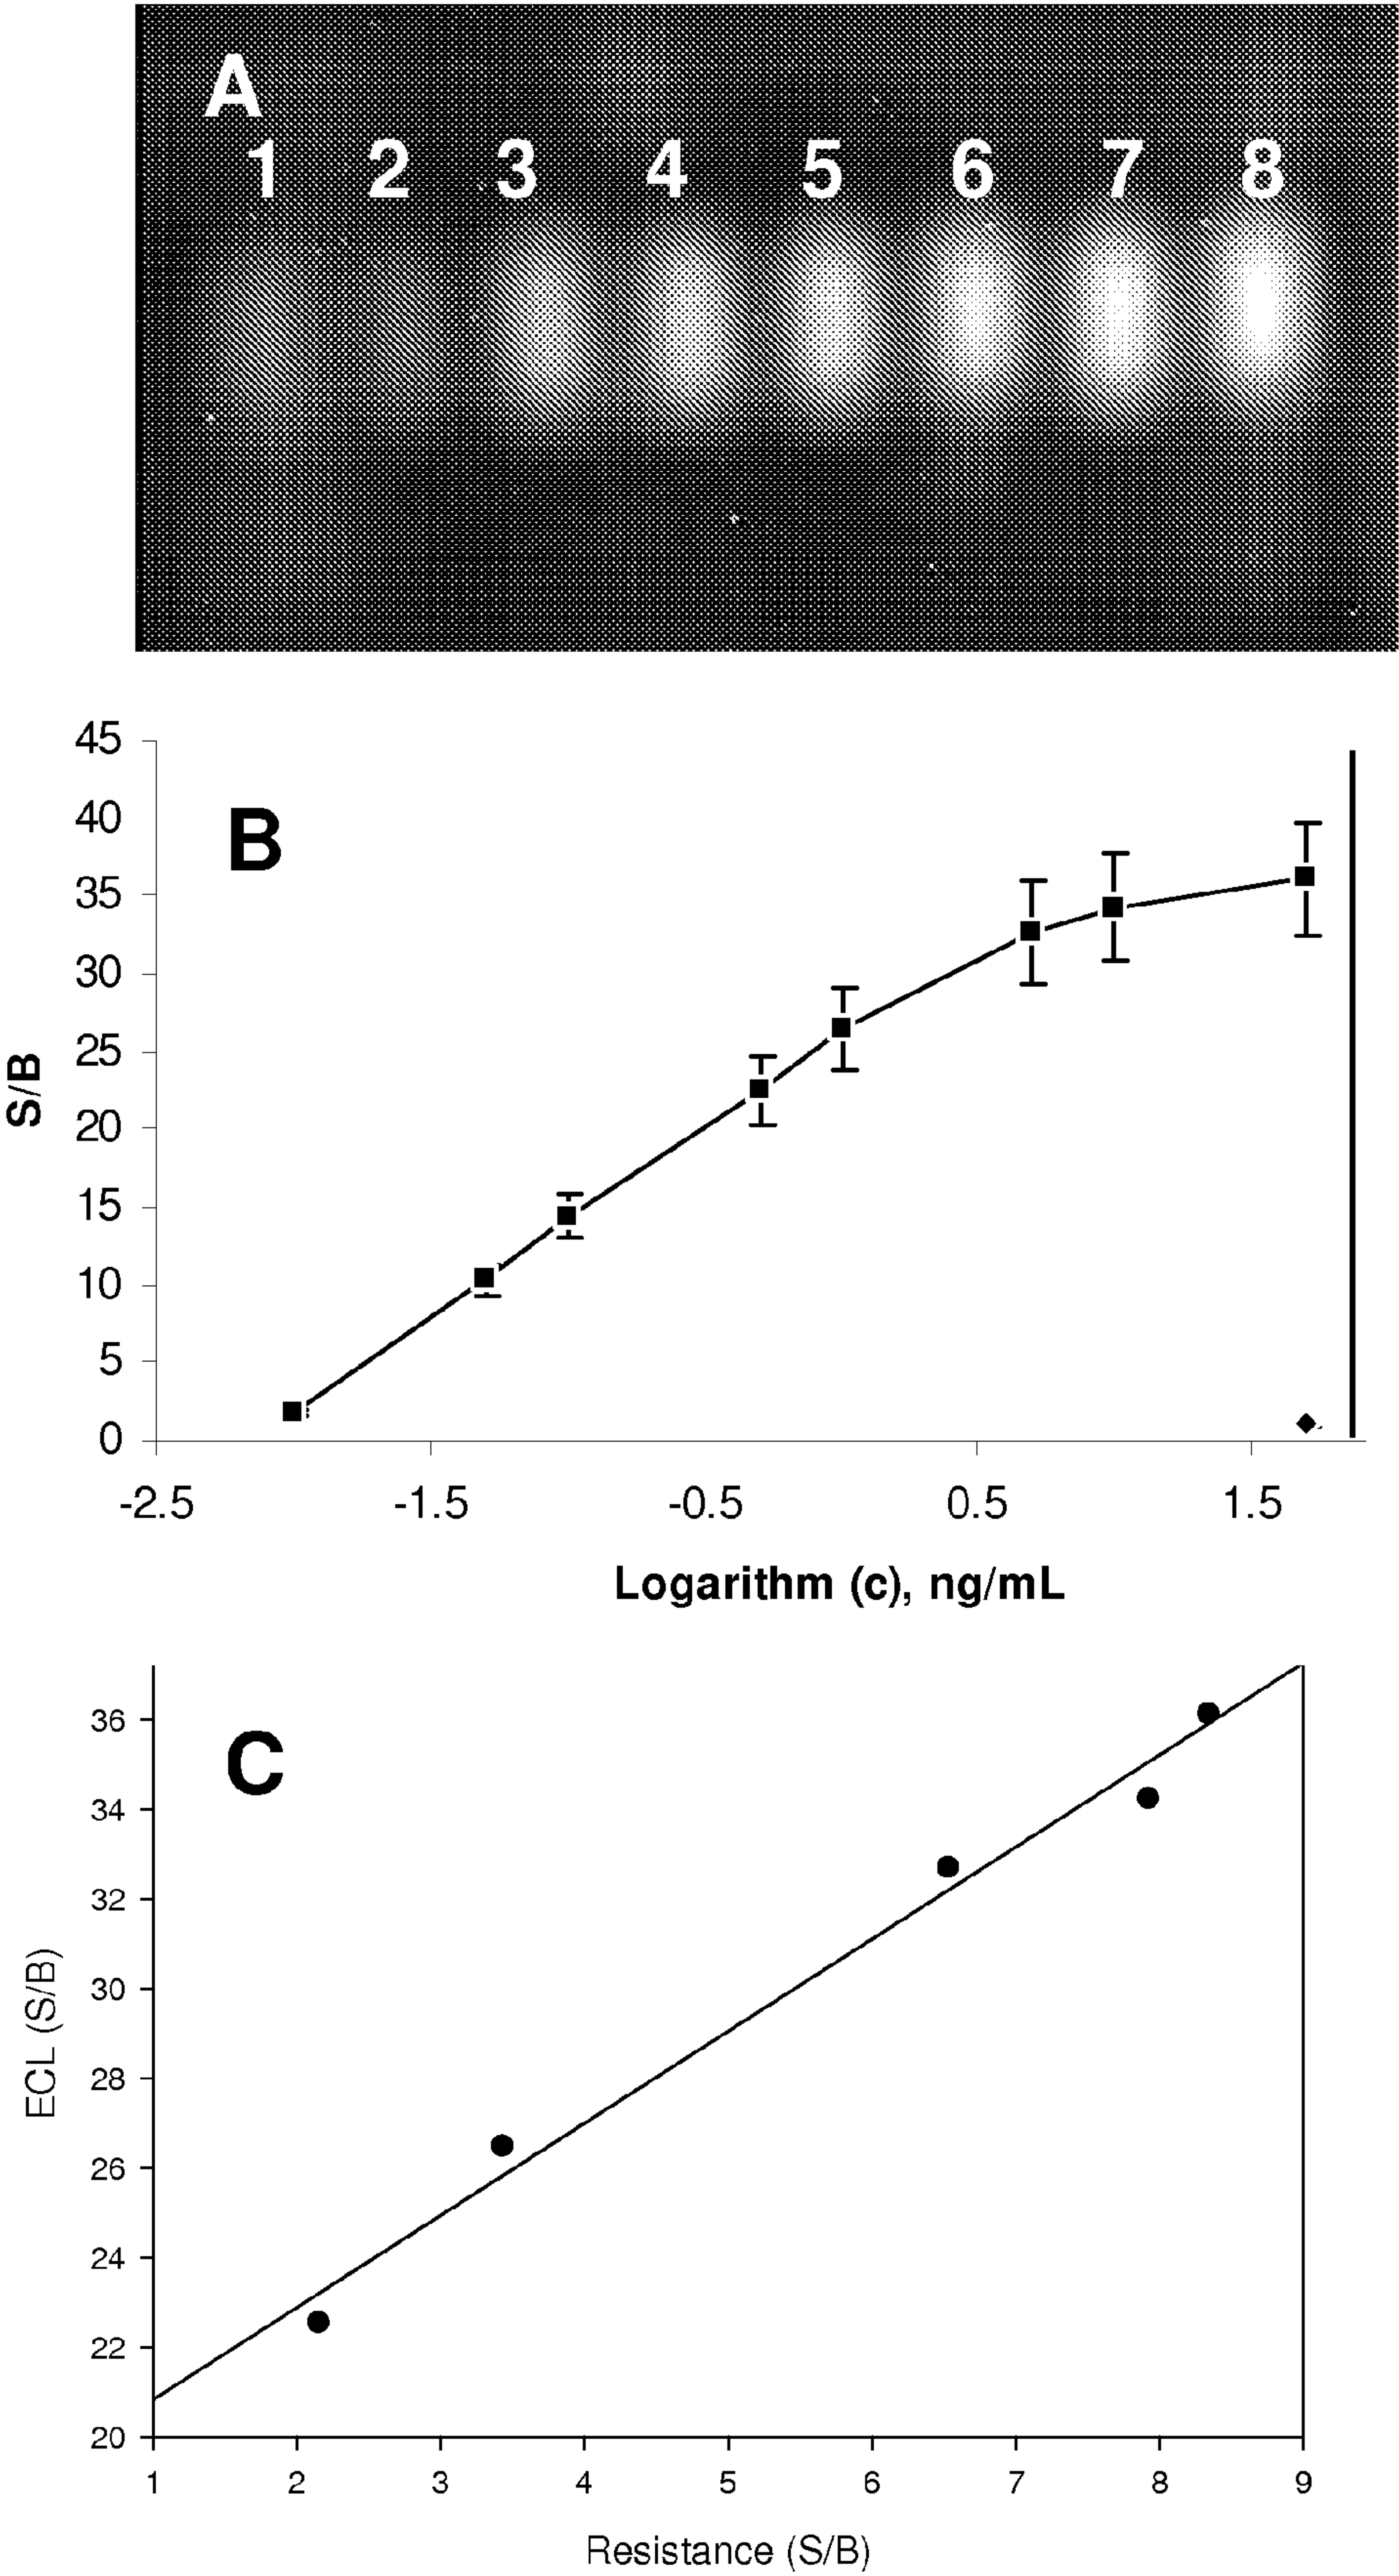 A
1 2 3 4 5 6 7 8
45
40
35
30
25
20
15
10
5
0
B
S/B
-2.5 -1.5 -0.5 0.5 1.5
Logarithm (c), ng/mL
C
36
34
32
30
28
26
24
22
20
ECL (S/B)
1 2 3 4 5 6 7 8 9
Resistance (S/B)